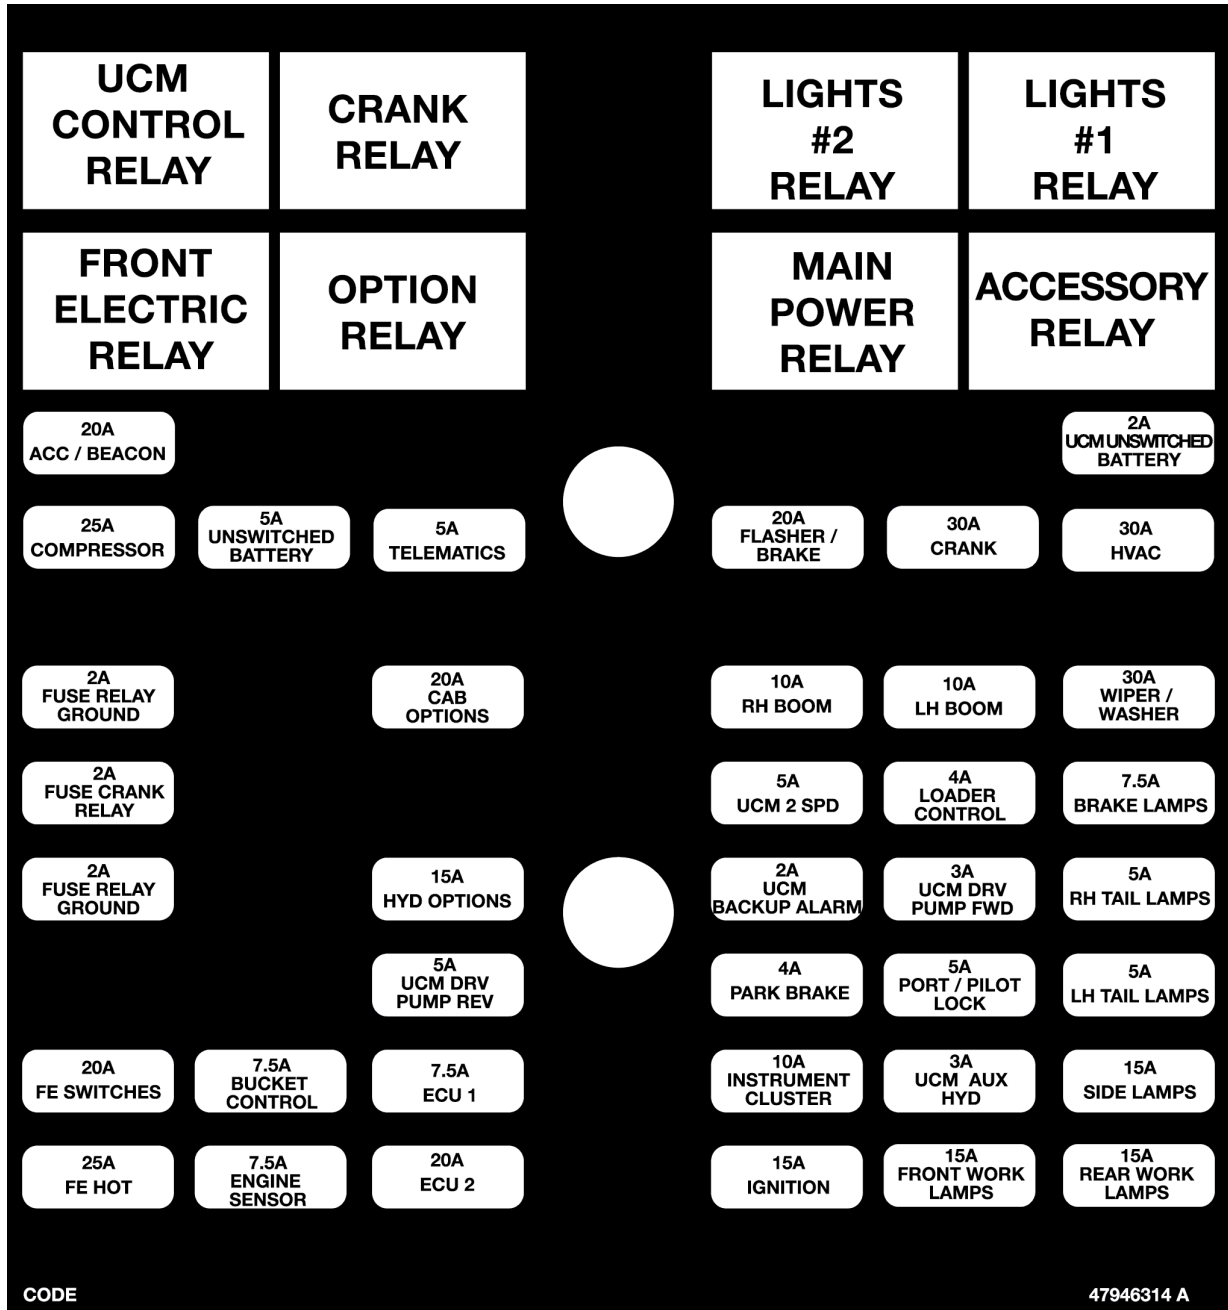 UCM
CONTROL
RELAY
CRANK
RELAY
LIGHTS
#2
RELAY
LIGHTS
#1
RELAY
FRONT
ELECTRIC
RELAY
OPTION
RELAY
MAIN
POWER
RELAY
ACCESSORY
RELAY
20A
ACC / BEACON
2A
UCM UNSWITCHED
BATTERY
25A
COMPRESSOR
5A
UNSWITCHED
BATTERY
5A
TELEMATICS
20A
FLASHER /
BRAKE
30A
CRANK
30A
HVAC
2A
FUSE RELAY
GROUND
20A
CAB
OPTIONS
10A
RH BOOM
10A
LH BOOM
30A
WIPER /
WASHER
2A
FUSE CRANK
RELAY
5A
UCM 2 SPD
4A
LOADER
CONTROL
7.5A
BRAKE LAMPS
2A
FUSE RELAY
GROUND
15A
HYD OPTIONS
2A
UCM
BACKUP ALARM
3A
UCM DRV
PUMP FWD
5A
RH TAIL LAMPS
5A
UCM DRV
PUMP REV
4A
PARK BRAKE
5A
PORT / PILOT
LOCK
5A
LH TAIL LAMPS
20A
FE SWITCHES
7.5A
BUCKET
CONTROL
7.5A
ECU 1
10A
INSTRUMENT
CLUSTER
3A
UCM AUX
HYD
15A
SIDE LAMPS
25A
FE HOT
7.5A
ENGINE
SENSOR
20A
ECU 2
15A
IGNITION
15A
FRONT WORK
LAMPS
15A
REAR WORK
LAMPS
CODE
47946314 A